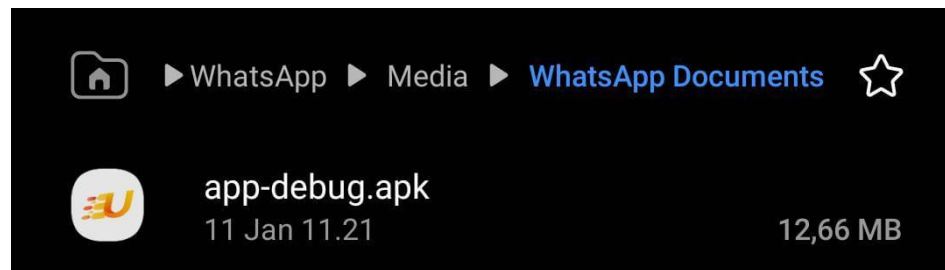 WhatsApp Media WhatsApp Documents
app-debug.apk
11 Jan 11.21 12,66 MB